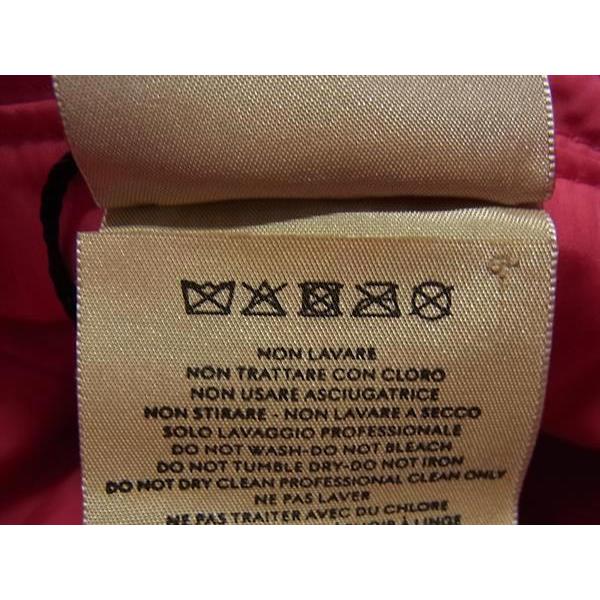 NON LAVARE
NON TRATTARE CON CLORO
NON USARE ASCIUGATRICE
NON STIRARE - NON LAVARE A SECCO
SOLO LAVAGGIO PROFESSIONALE
DO NOT WASH-DO NOT BLEACH
DO NOT TUMBLE DRY-DO NOT IRON
DO NOT DRY CLEAN PROFESSIONAL CLEAN ONLY
NE PAS LAVER
NE PAS TRAITER AVEC DU CHLORE
À LINGE